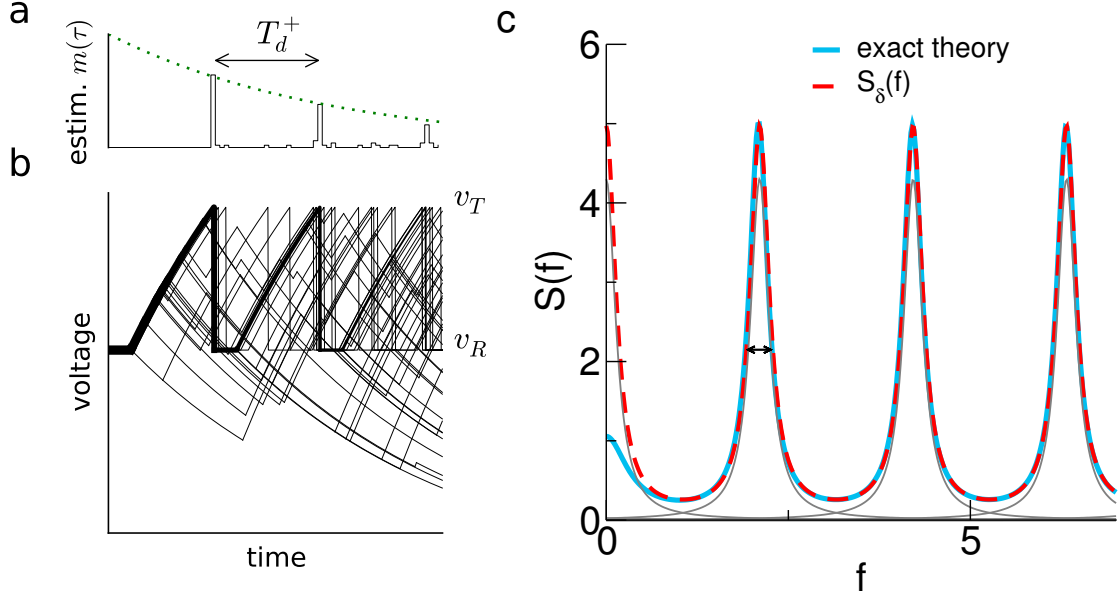 a
estim. m(τ)
T_d^+
b
voltage
v_T
v_R
time
c
exact theory
S_δ(f)
S(f)
6
4
2
0
0
5
f